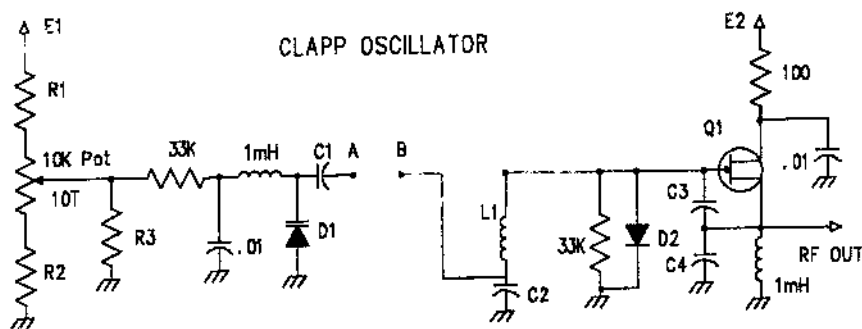 E1
E2
CLAPP OSCILLATOR
R1
100
Q1
10K Pot
33K
1mH
C1
A
B
.01
10T
C3
L1
R3
.01
D1
33K
D2
C4
RF OUT
R2
C2
1mH